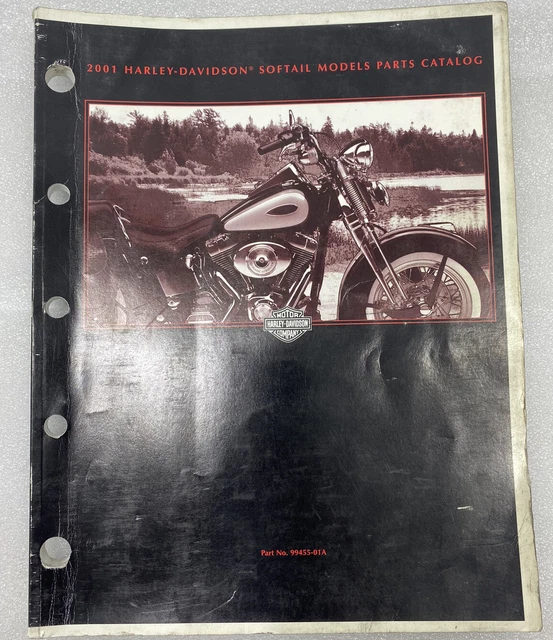 2001 HARLEY-DAVIDSON® SOFTAIL MODELS PARTS CATALOG
MOTOR
HARLEY-DAVIDSON
COMPANY
Part No. 99455-01A